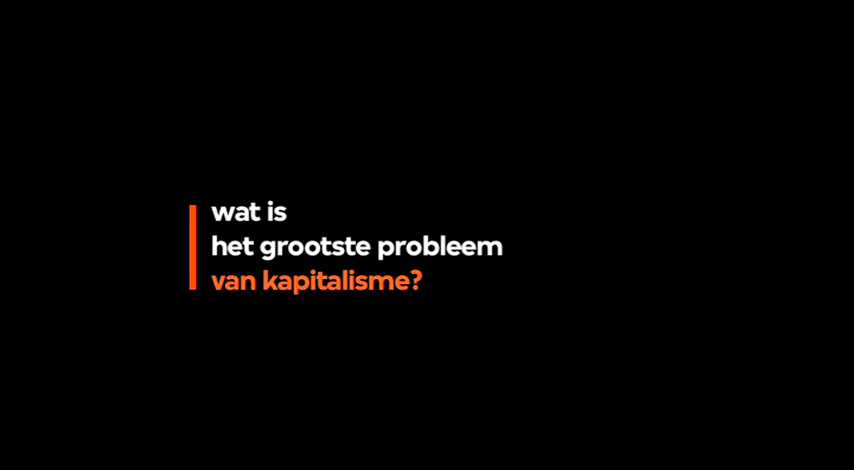 wat is
het grootste probleem
van kapitalisme?